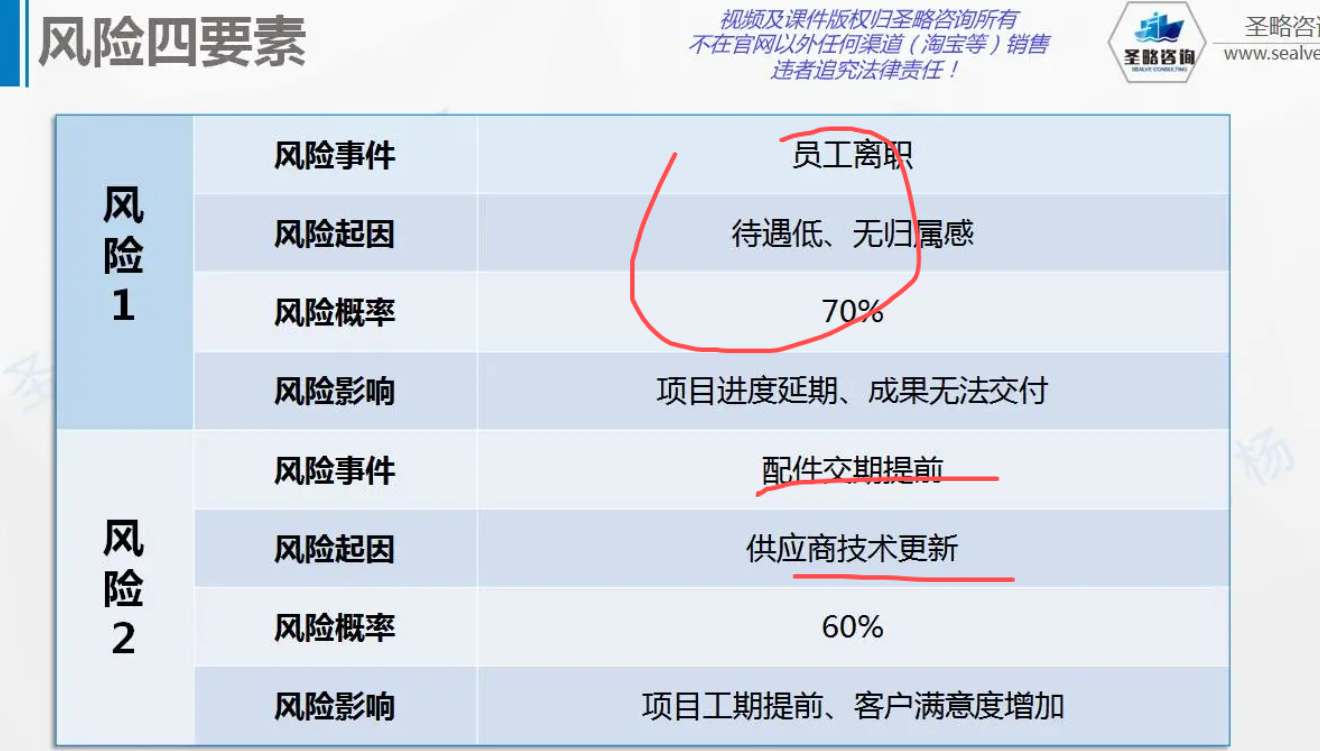 风险四要素
视频及课件版权归圣略咨询所有
不在官网以外任何渠道（淘宝等）销售
违者追究法律责任！
圣略咨询
SEALVE CONSULTING
圣略咨
www.sealve
风险1
风险事件 员工离职
风险起因 待遇低、无归属感
风险概率 70%
风险影响 项目进度延期、成果无法交付
风险2
风险事件 配件交期提前
风险起因 供应商技术更新
风险概率 60%
风险影响 项目工期提前、客户满意度增加
圣
杨